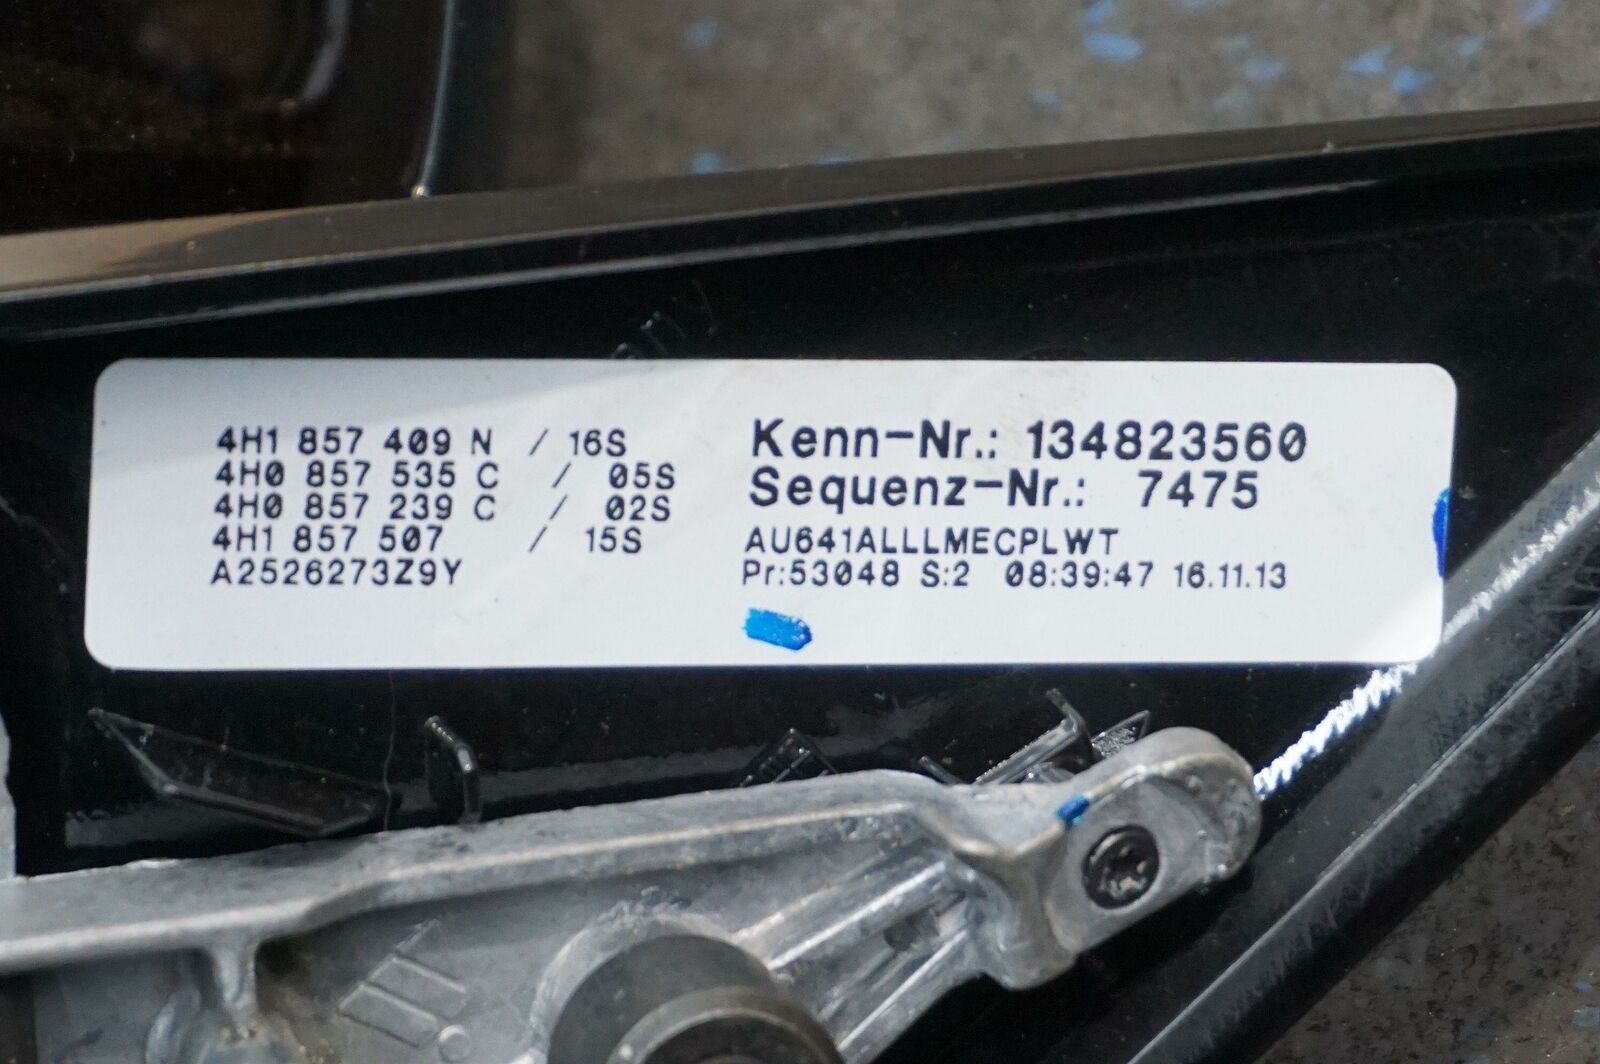 4H1 857 409 N / 16S
4H0 857 535 C / 05S
4H0 857 239 C / 02S
4H1 857 507 / 15S
A2526273Z9Y
Kenn-Nr.: 134823560
Sequenz-Nr.: 7475
AU641ALLLMECPLWT
Pr:53048 S:2 08:39:47 16.11.13